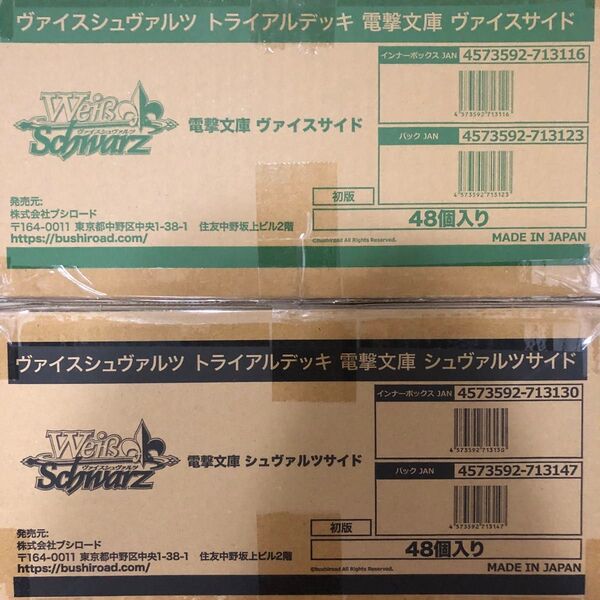 ヴァイスシュヴァルツ トライアルデッキ 電撃文庫 ヴァイスサイド
インナーボックス JAN 4573592-713116
4 573592 713116
Weiß
Schwarz
ヴァイスシュヴァルツ
電撃文庫 ヴァイスサイド
パック JAN 4573592-713123
4 573592 713123
発売元:
株式会社ブシロード
〒164-0011 東京都中野区中央1-38-1 住友中野坂上ビル2階
https://bushiroad.com/
初版
48個入り
©Bushiroad All Rights Reserved.
MADE IN JAPAN
ヴァイスシュヴァルツ トライアルデッキ 電撃文庫 シュヴァルツサイド
インナーボックス JAN 4573592-713130
4 573592 713130
Weiß
Schwarz
ヴァイスシュヴァルツ
電撃文庫 シュヴァルツサイド
パック JAN 4573592-713147
4 573592 713147
発売元:
株式会社ブシロード
〒164-0011 東京都中野区中央1-38-1 住友中野坂上ビル2階
https://bushiroad.com/
初版
48個入り
©Bushiroad All Rights Reserved.
MADE IN JAPAN